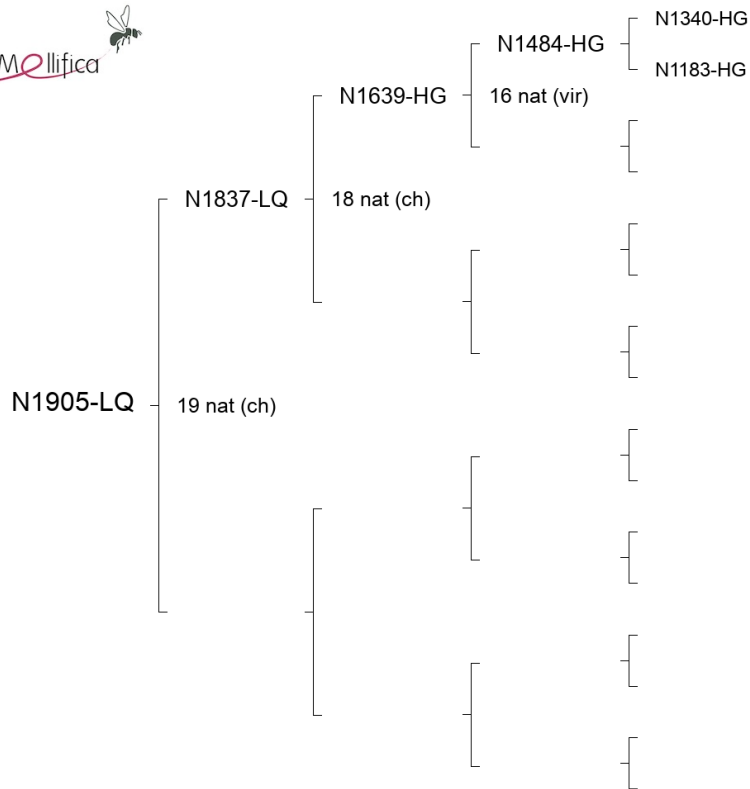 Mellifica
N1340-HG
N1484-HG
N1183-HG
N1639-HG
16 nat (vir)
N1837-LQ
18 nat (ch)
N1905-LQ
19 nat (ch)